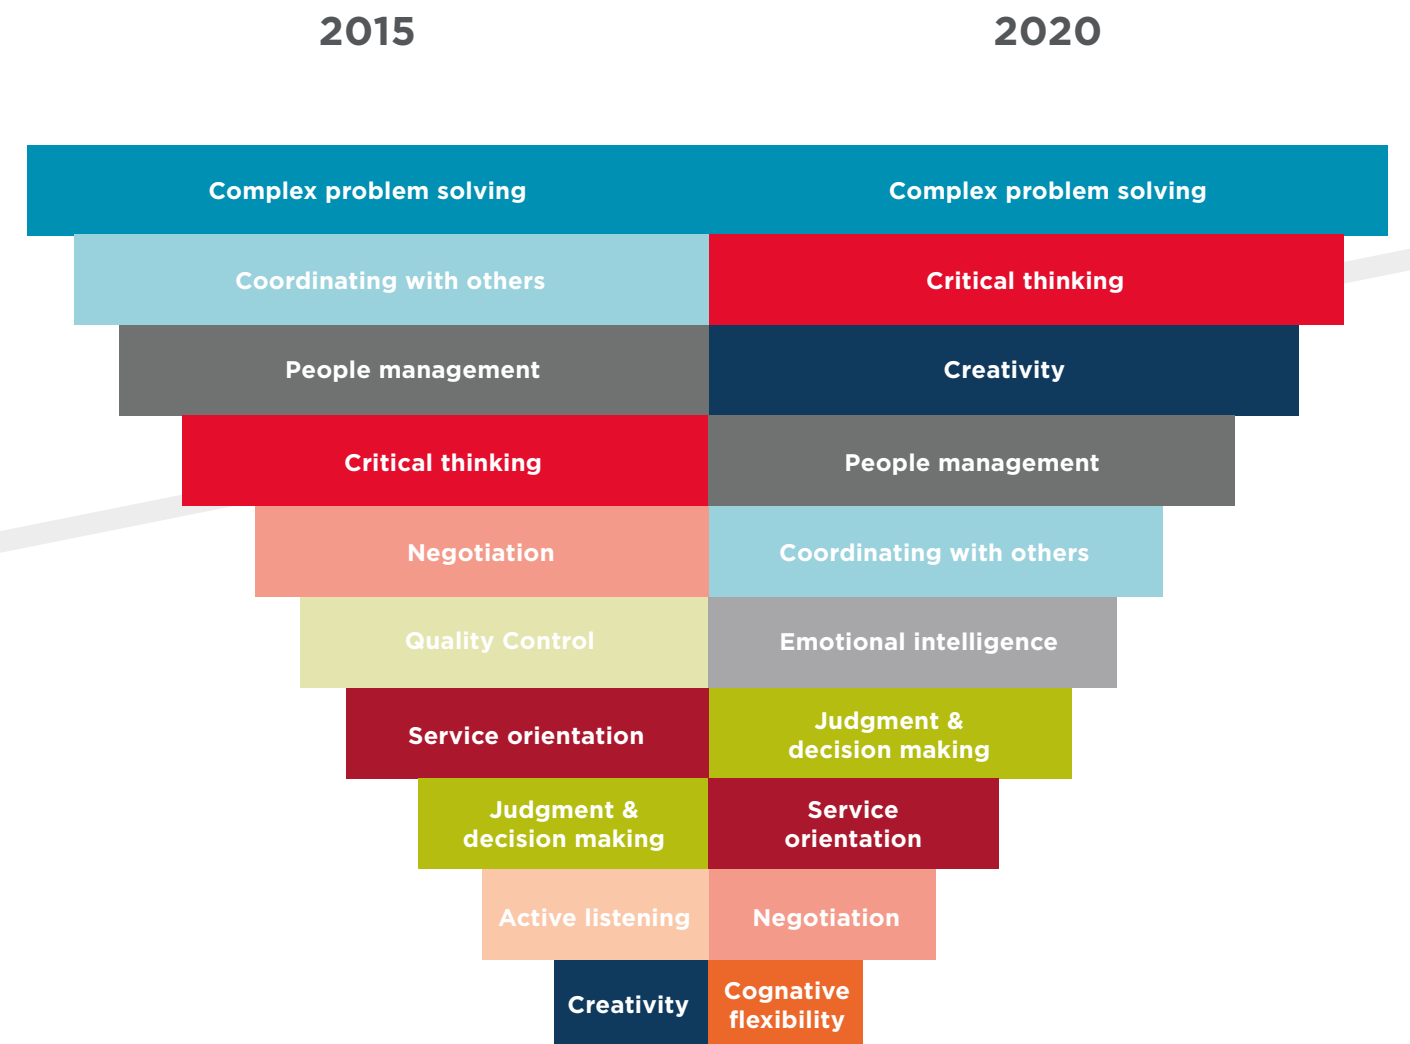 2015
2020
Complex problem solving
Complex problem solving
Coordinating with others
Critical thinking
People management
Creativity
Critical thinking
People management
Negotiation
Coordinating with others
Quality Control
Emotional intelligence
Service orientation
Judgment &
decision making
Judgment &
decision making
Service
orientation
Active listening
Negotiation
Creativity
Cognative
flexibility